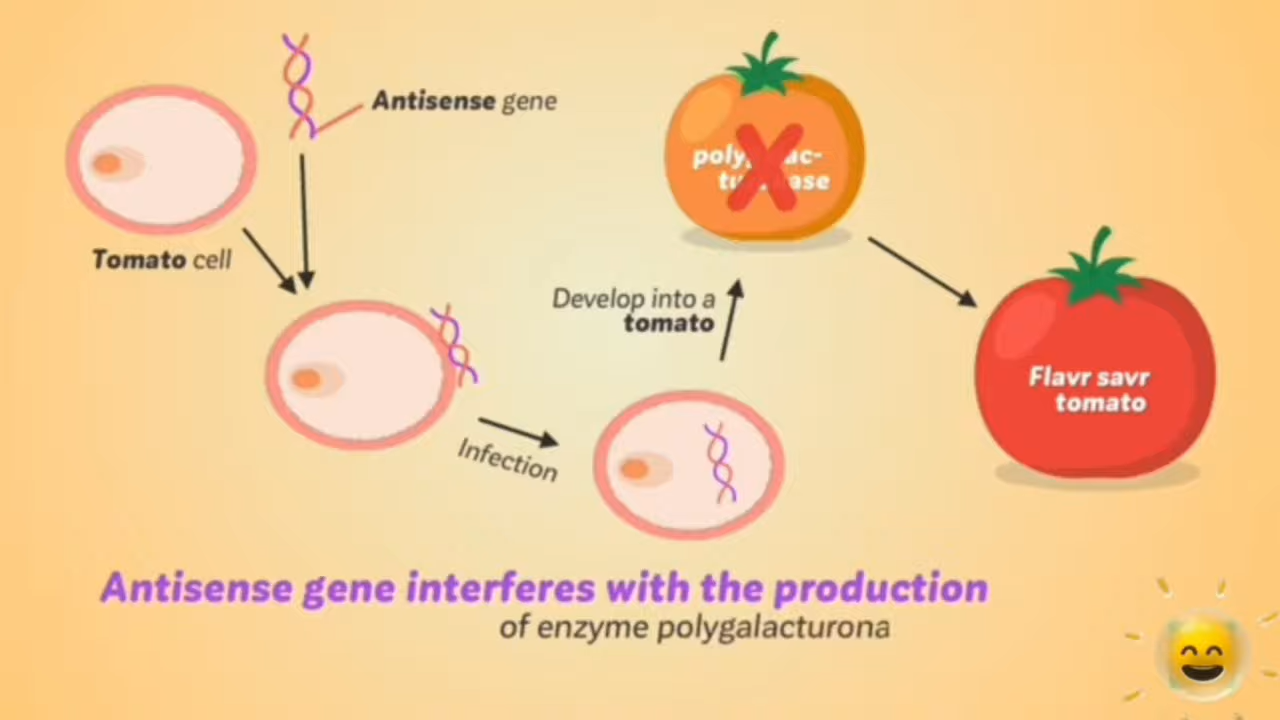 Antisense gene
Tomato cell
Infection
Develop into a
tomato
Flavr savr
tomato
Antisense gene interferes with the production
of enzyme polygalacturona